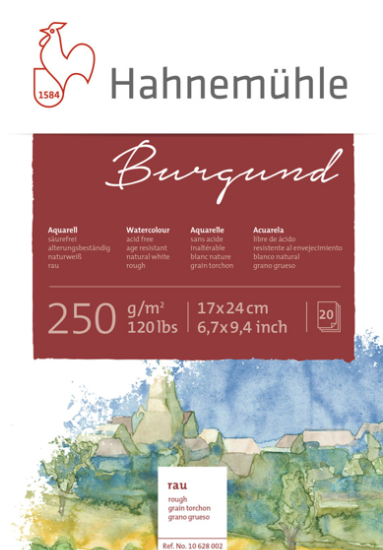 1584
Hahnemühle
Burgund
Aquarell
säurefrei
alterungsbeständig
naturweiß
rau
Watercolour
acid free
age resistant
natural white
rough
Aquarelle
sans acide
inaltérable
blanc nature
grain torchon
Acuarela
libre de ácido
resistente al envejecimiento
blanco natural
grano grueso
250 g/m²
120 lbs
17x24 cm
6,7x9,4 inch
20
rau
rough
grain torchon
grano grueso
Ref. No. 10 628 002